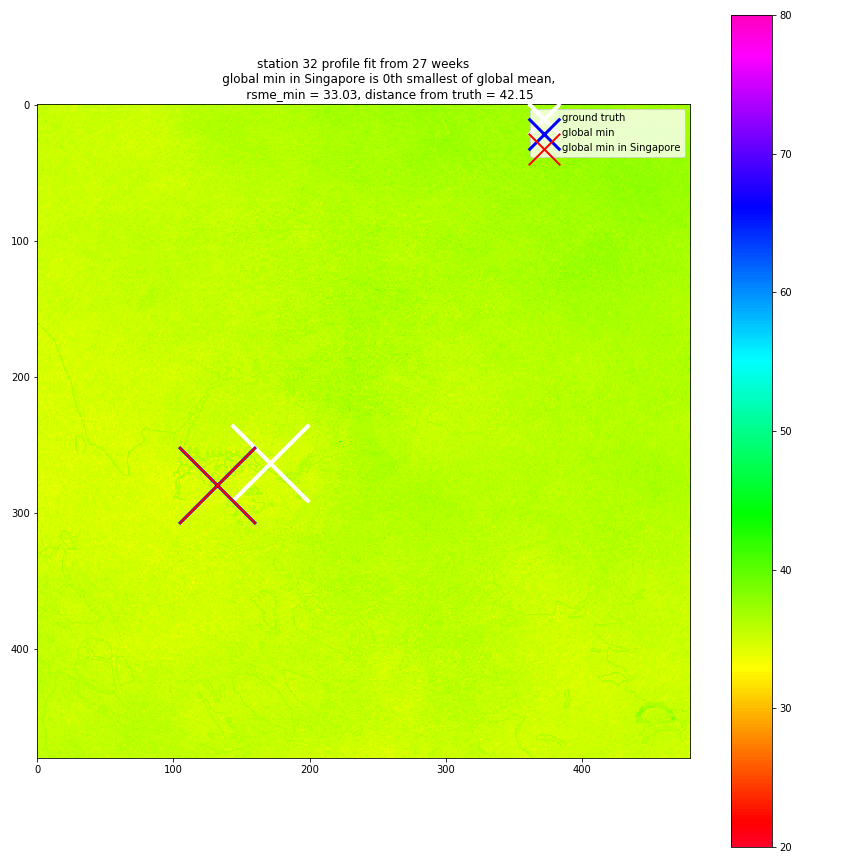 station 32 profile fit from 27 weeks
global min in Singapore is 0th smallest of global mean,
rsme_min = 33.03, distance from truth = 42.15
ground truth
global min
global min in Singapore
0
100
200
300
400
0
100
200
300
400
80
70
60
50
40
30
20